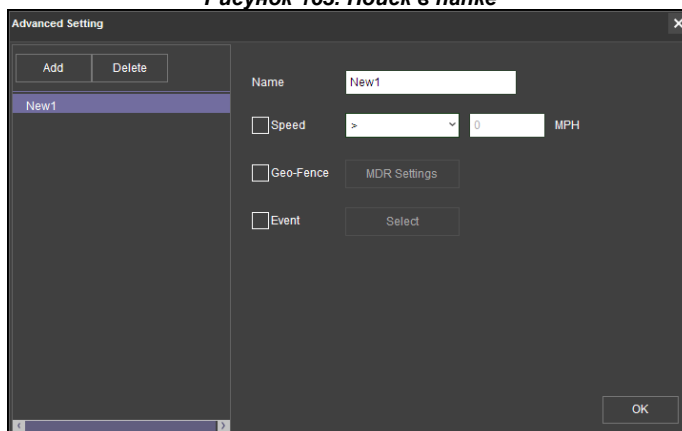 Рисунок 163. Поиск в папке
Advanced Setting
Add Delete
New1
Name New1
Speed > 0 MPH
Geo-Fence MDR Settings
Event Select
OK